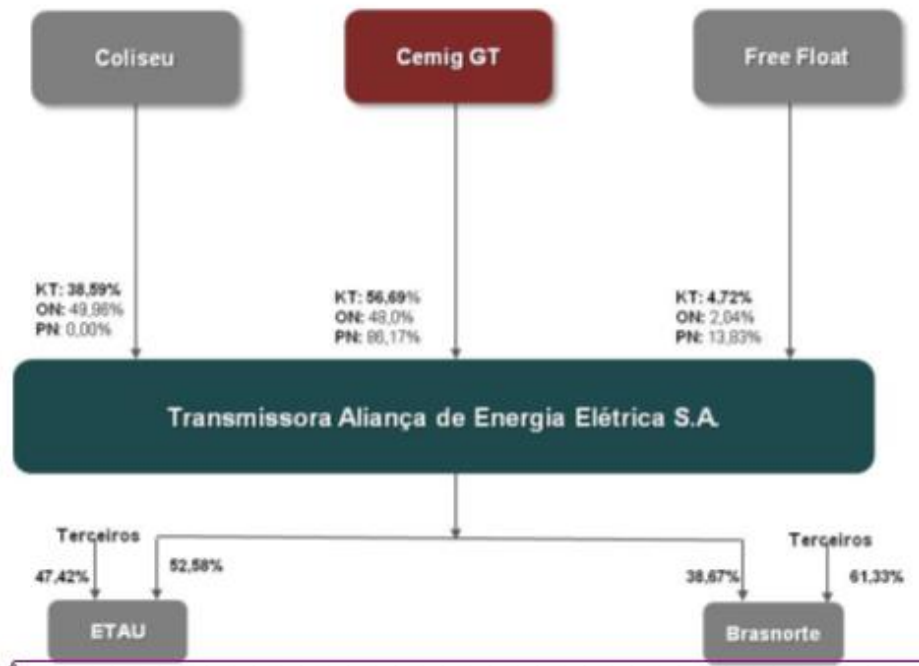 Coliseu
Cemig GT
Free Float
KT: 38,59%
ON: 49,96%
PN: 0,00%
KT: 56,69%
ON: 48,0%
PN: 86,17%
KT: 4,72%
ON: 2,04%
PN: 13,83%
Transmissora Aliança de Energia Elétrica S.A.
Terceiros
47,42%
52,58%
Terceiros
38,67%
61,33%
ETAU
Brasnorte